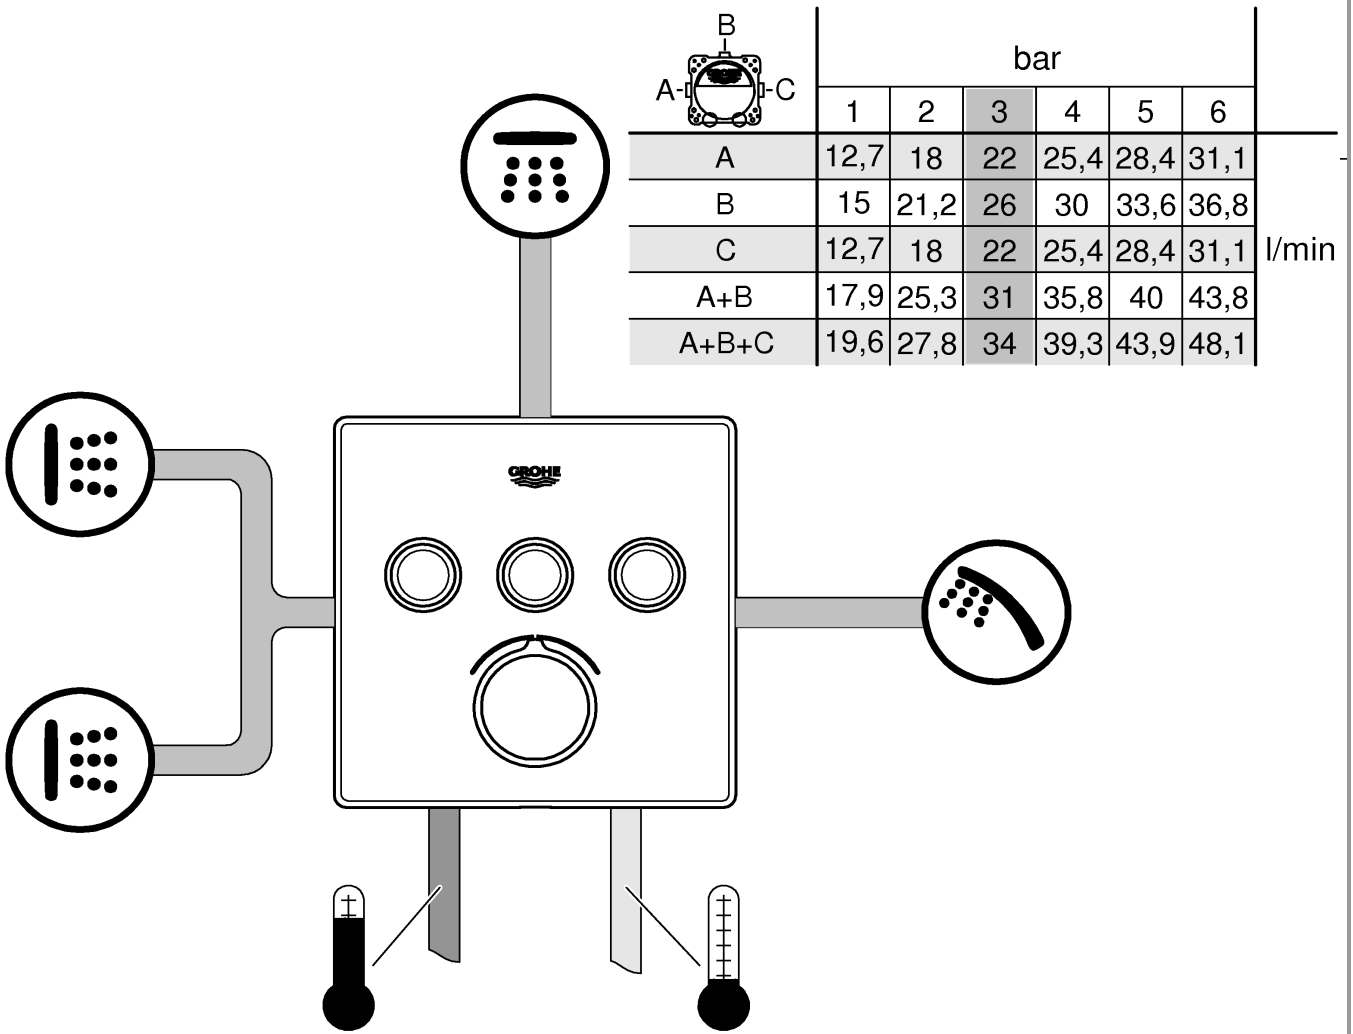 B
A
C
bar
1 2 3 4 5 6
A 12,7 18 22 25,4 28,4 31,1
B 15 21,2 26 30 33,6 36,8
C 12,7 18 22 25,4 28,4 31,1 l/min
A+B 17,9 25,3 31 35,8 40 43,8
A+B+C 19,6 27,8 34 39,3 43,9 48,1
GROHE